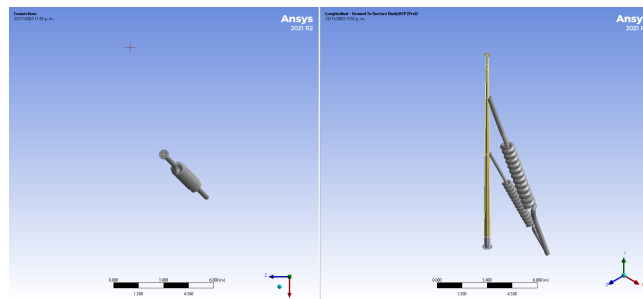 Connections
Ansys
2021 R2
Z
0.000
3.000
6.000 (m)
1.500
4.500
Longitudinal - Ground To Surface Body(ACP (Pre))
Ansys
2021 R
0.000
3.000
6.000 (m)
1.500
4.500
Y
Z